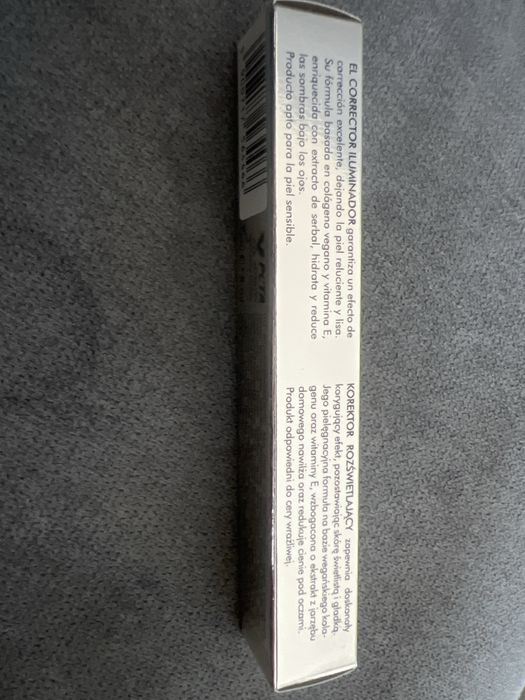 EL CORRECTOR ILUMINADOR garantiza un efecto de
corrección excelente, dejando la piel reluciente y lisa.
Su fórmula basada en colágeno vegano y vitamina E,
enriquecida con extracto de serbal, hidrata y reduce
las sombras bajo los ojos.
Producto apto para la piel sensible.
KOREKTOR ROZŚWIETLAJĄCY zapewnia doskonały
korygujący efekt, pozostawiając skórę świetlistą i gładką.
Jego pielęgnacyjna formuła na bazie wegańskiego kola-
genu oraz witaminy E, wzbogacona o ekstrakt z jarzębu
domowego nawilża oraz redukuje cienie pod oczami.
Produkt odpowiedni do cery wrażliwej.